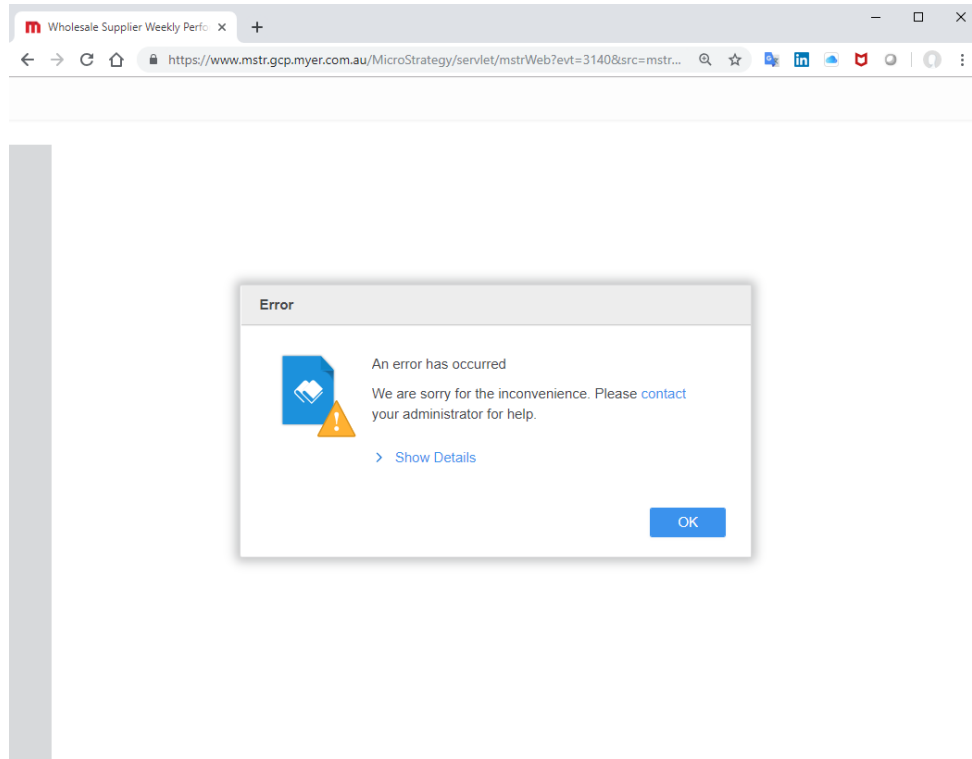 Wholesale Supplier Weekly Perfo
https://www.mstr.gcp.myer.com.au/MicroStrategy/servlet/mstrWeb?evt=3140&src=mstr...
Error
An error has occurred
We are sorry for the inconvenience. Please contact
your administrator for help.
Show Details
OK